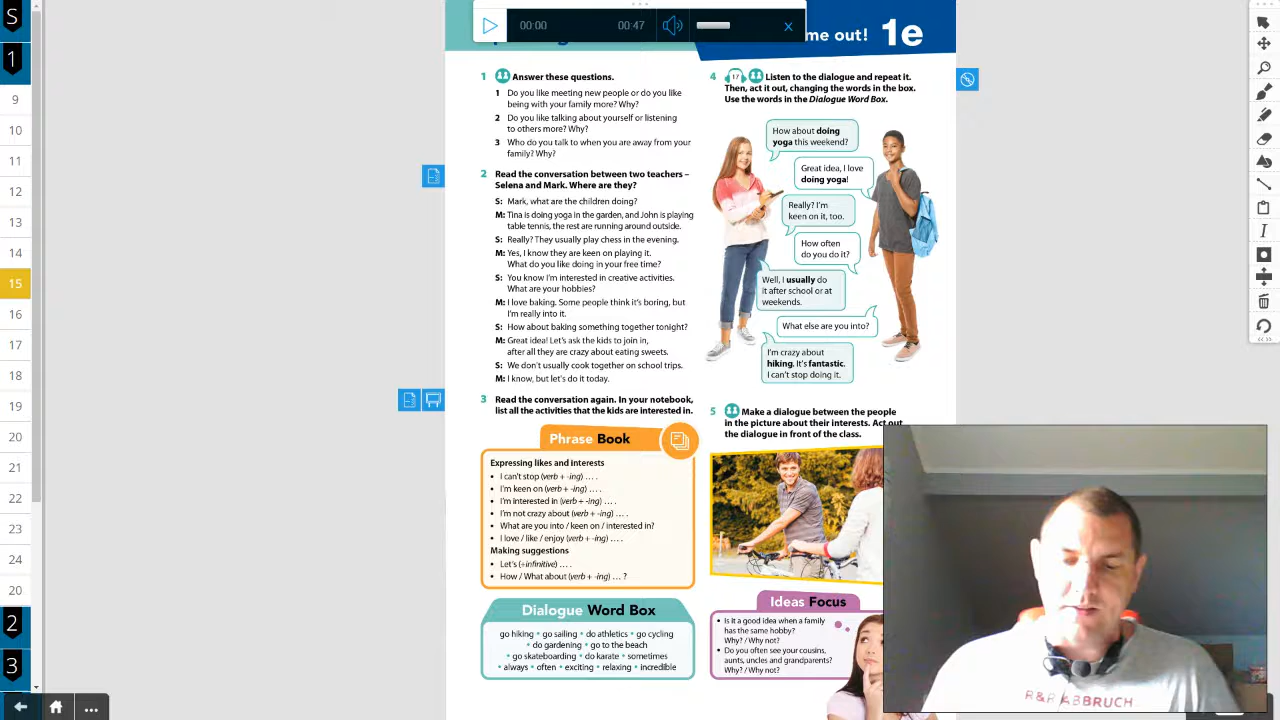 S
00:00
00:47
x
me out!
1e
1
9
10
11
12
13
14
15
16
17
18
19
20
21
22
23
24
20
2
3
...
1 Answer these questions.
1 Do you like meeting new people or do you like
being with your family more? Why?
2 Do you like talking about yourself or listening
to others more? Why?
3 Who do you talk to when you are away from your
family? Why?
2 Read the conversation between two teachers –
Selena and Mark. Where are they?
S: Mark, what are the children doing?
M: Tina is doing yoga in the garden, and John is playing
table tennis, the rest are running around outside.
S: Really? They usually play chess in the evening.
M: Yes, I know they are keen on playing it.
What do you like doing in your free time?
S: You know I'm interested in creative activities.
What are your hobbies?
M: I love baking. Some people think it's boring, but
I'm really into it.
S: How about baking something together tonight?
M: Great idea! Let's ask the kids to join in,
after all they are crazy about eating sweets.
S: We don't usually cook together on school trips.
M: I know, but let's do it today.
3 Read the conversation again. In your notebook,
list all the activities that the kids are interested in.
Phrase Book
Expressing likes and interests
• I can't stop (verb + -ing) ... .
• I'm keen on (verb + -ing) ... .
• I'm interested in (verb + -ing) ... .
• I'm not crazy about (verb + -ing) ... .
• What are you into / keen on / interested in?
• I love / like / enjoy (verb + -ing) ... .
Making suggestions
• Let's (+infinitive) ... .
• How / What about (verb + -ing) ... ?
Dialogue Word Box
go hiking • go sailing • do athletics • go cycling
• do gardening • go to the beach
• go skateboarding • do karate • sometimes
• always • often • exciting • relaxing • incredible
4 17 Listen to the dialogue and repeat it.
Then, act it out, changing the words in the box.
Use the words in the Dialogue Word Box.
How about doing
yoga this weekend?
Great idea, I love
doing yoga!
Really? I'm
keen on it, too.
How often
do you do it?
Well, I usually do
it after school or at
weekends.
What else are you into?
I'm crazy about
hiking. It's fantastic.
I can't stop doing it.
5 Make a dialogue between the people
in the picture about their interests. Act out
the dialogue in front of the class.
Ideas Focus
• Is it a good idea when a family
has the same hobby?
Why? / Why not?
• Do you often see your cousins,
aunts, uncles and grandparents?
Why? / Why not?
R&R ABBRUCH